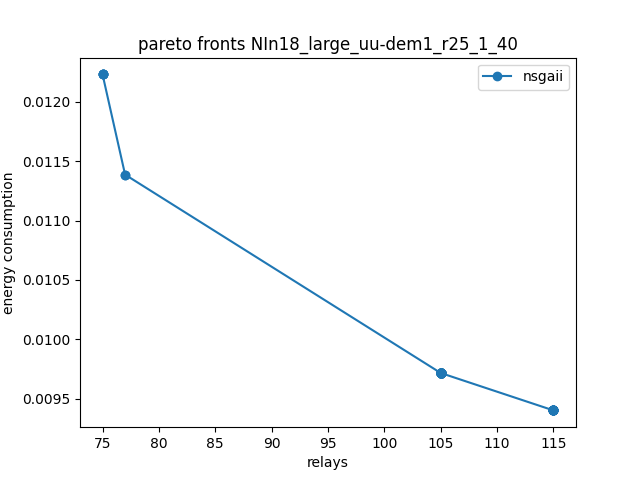 pareto fronts NIn18_large_uu-dem1_r25_1_40
nsgaii
energy consumption
0.0120
0.0115
0.0110
0.0105
0.0100
0.0095
75 80 85 90 95 100 105 110 115
relays